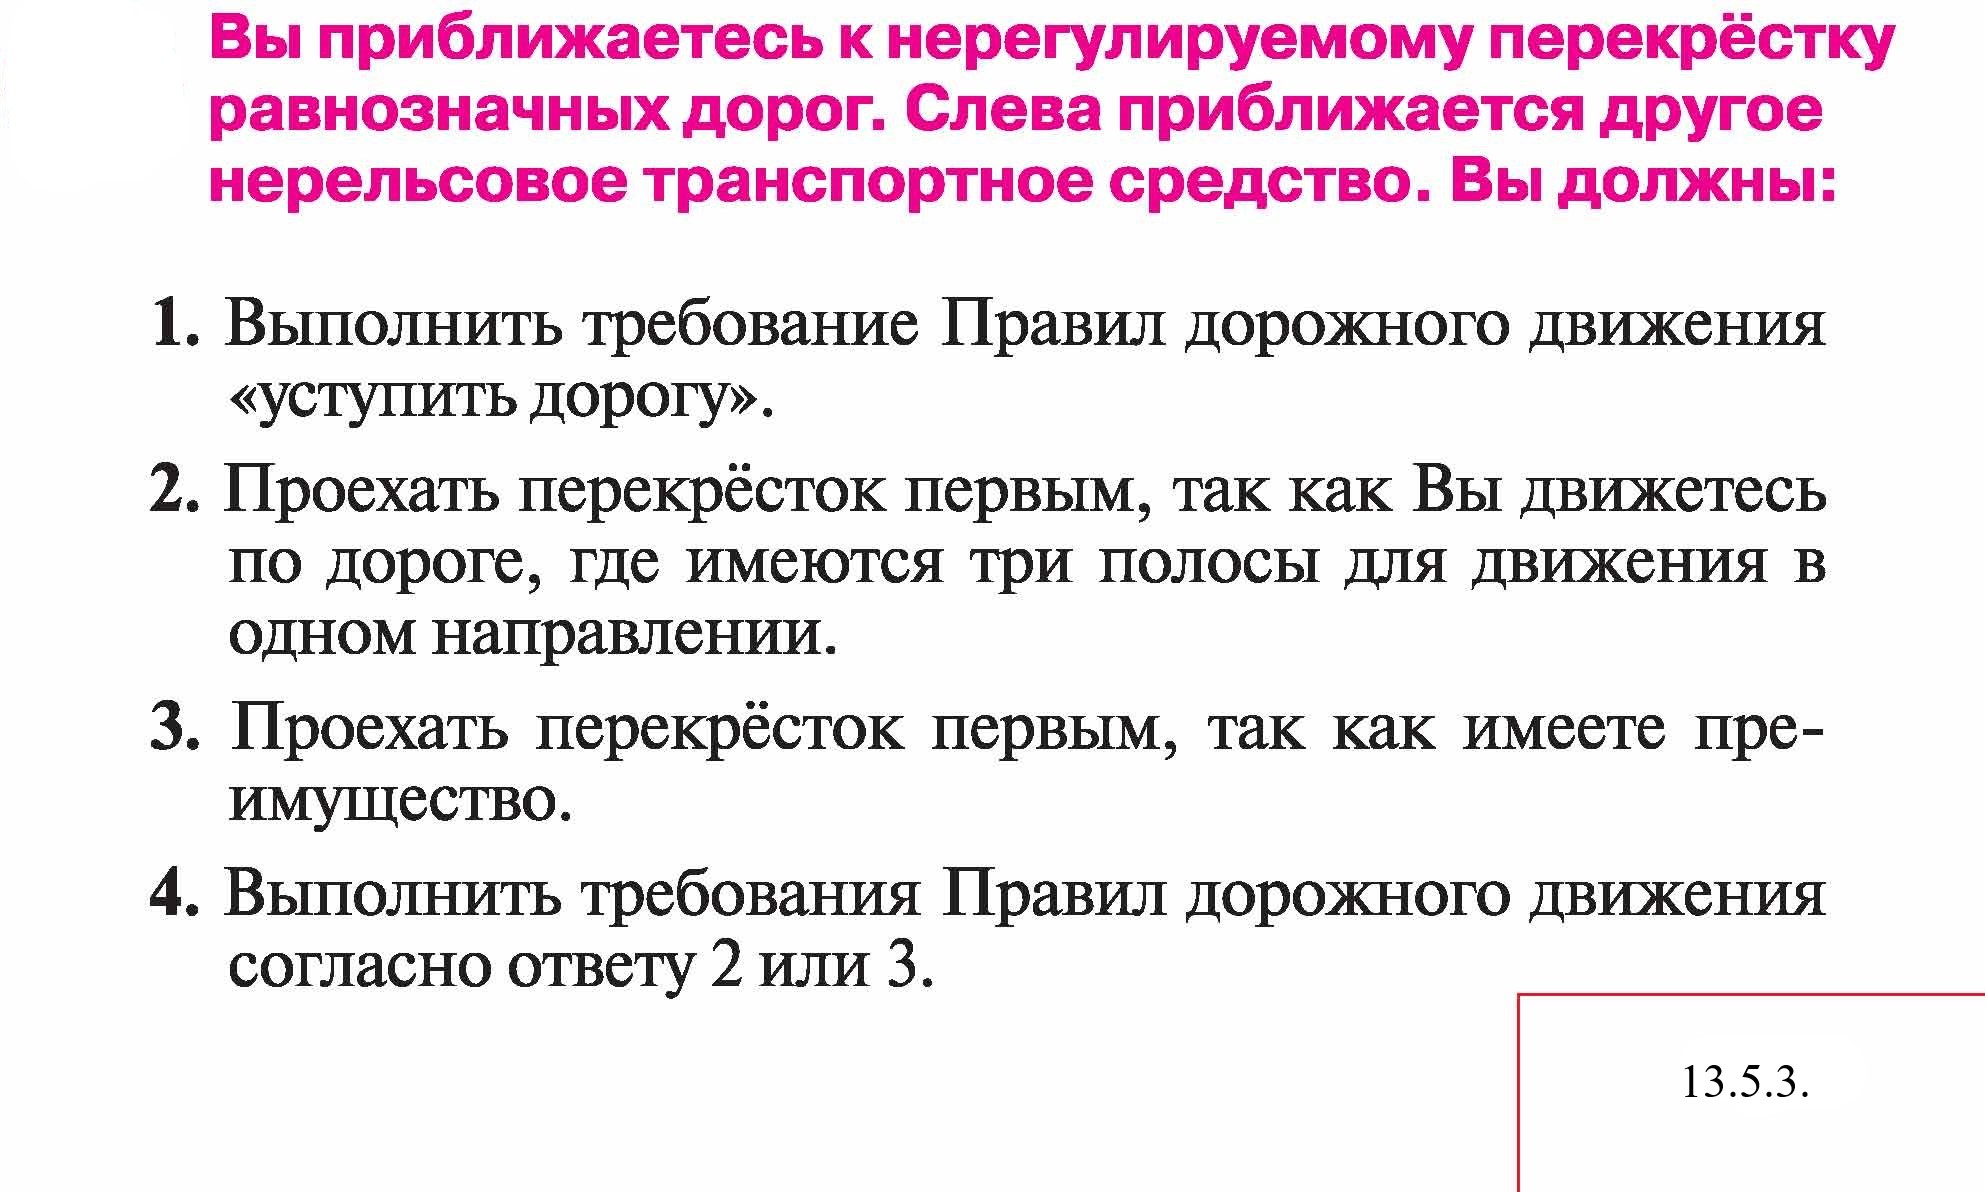 Вы приближаетесь к нерегулируемому перекрёстку
равнозначных дорог. Слева приближается другое
нерельсовое транспортное средство. Вы должны:
1. Выполнить требование Правил дорожного движения
«уступить дорогу».
2. Проехать перекрёсток первым, так как Вы движетесь
по дороге, где имеются три полосы для движения в
одном направлении.
3. Проехать перекрёсток первым, так как имеете пре-
имущество.
4. Выполнить требования Правил дорожного движения
согласно ответу 2 или 3.
13.5.3.